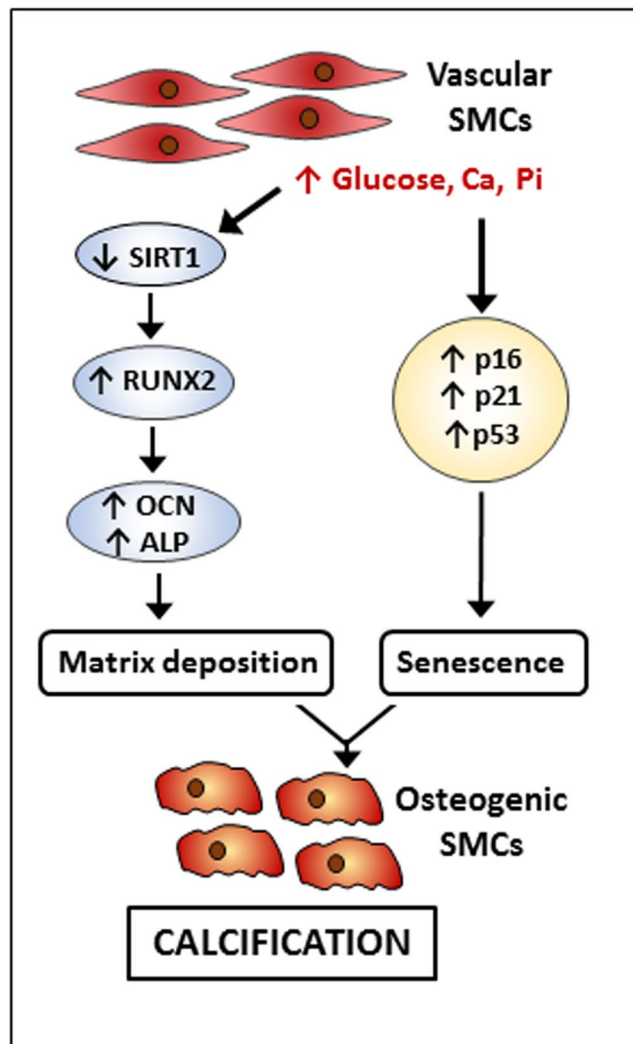 Vascular
SMCs
↑ Glucose, Ca, Pi
↓ SIRT1
↑ RUNX2
↑ OCN
↑ ALP
↑ p16
↑ p21
↑p53
Matrix deposition
Senescence
Osteogenic
SMCs
CALCIFICATION